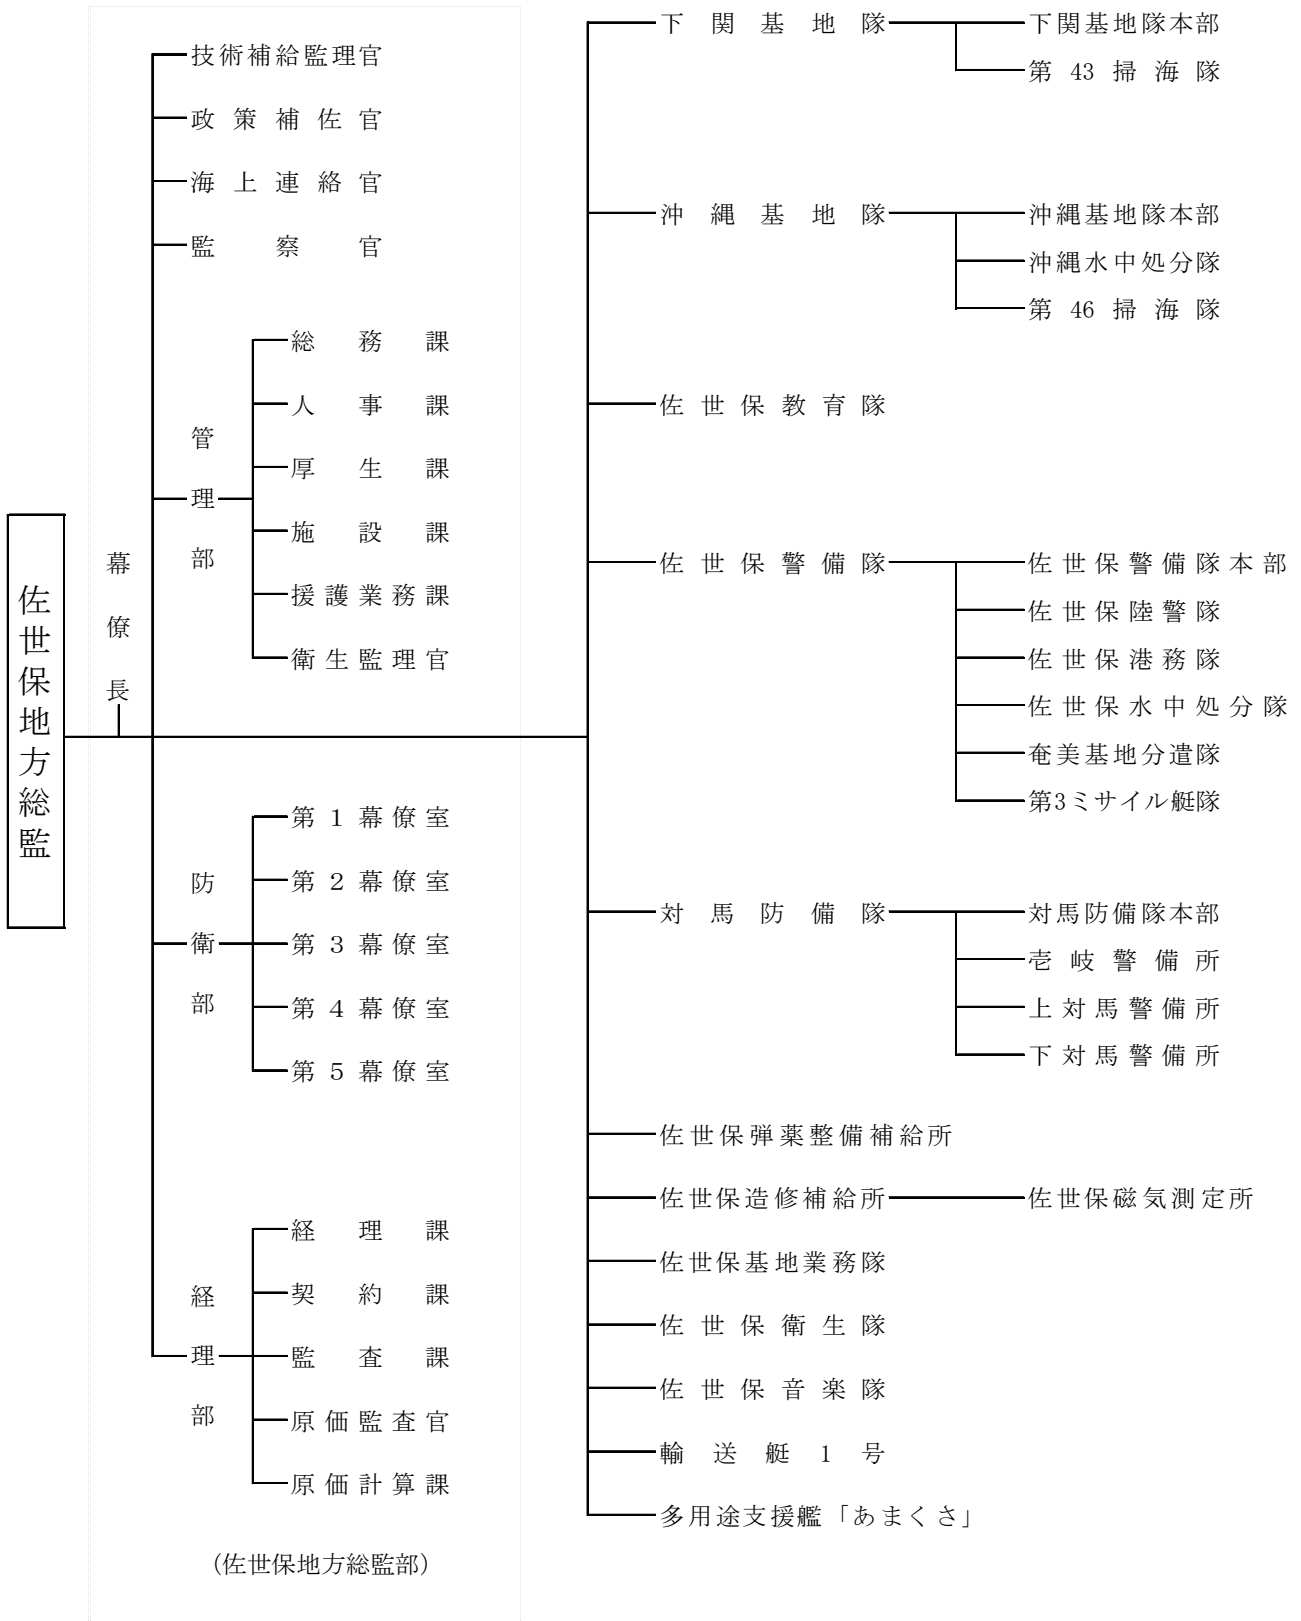 佐世保地方総監
幕僚長
技術補給監理官
政策補佐官
海上連絡官
監察官
管理部
総務課
人事課
厚生課
施設課
援護業務課
衛生監理官
防衛部
第1幕僚室
第2幕僚室
第3幕僚室
第4幕僚室
第5幕僚室
経理部
経理課
契約課
監査課
原価監査官
原価計算課
(佐世保地方総監部)
下関基地隊
下関基地隊本部
第43掃海隊
沖縄基地隊
沖縄基地隊本部
沖縄水中処分隊
第46掃海隊
佐世保教育隊
佐世保警備隊
佐世保警備隊本部
佐世保陸警隊
佐世保港務隊
佐世保水中処分隊
奄美基地分遣隊
第3ミサイル艇隊
対馬防備隊
対馬防備隊本部
壱岐警備所
上対馬警備所
下対馬警備所
佐世保弾薬整備補給所
佐世保造修補給所
佐世保磁気測定所
佐世保基地業務隊
佐世保衛生隊
佐世保音楽隊
輸送艇1号
多用途支援艦「あまくさ」